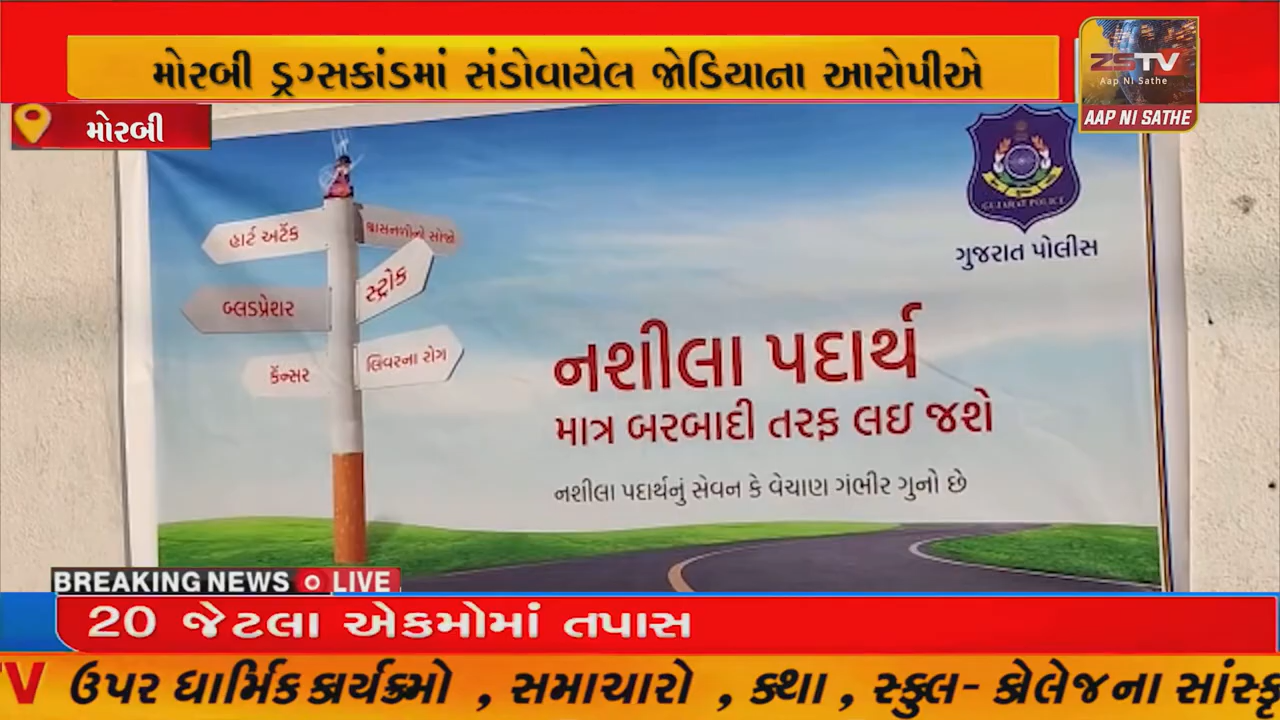 મોરબી ડ્રગ્સકાંડમાં સંડોવાયેલ જોડિયાના આરોપીએ
ZSTV
Aap Ni Sathe
AAP NI SATHE
મોરબી
GUJARAT POLICE
ગુજરાત પોલીસ
હાર્ટ અટૅક
શ્વાસનળીનો સોજો
સ્ટ્રોક
બ્લડપ્રેશર
લિવરના રોગ
કૅન્સર
નશીલા પદાર્થ
માત્ર બરબાદી તરફ લઇ જશે
નશીલા પદાર્થનું સેવન કે વેચાણ ગંભીર ગુનો છે
BREAKING NEWS LIVE
20 જેટલા એકમોમાં તપાસ
TV ઉપર ધાર્મિક કાર્યક્રમો , સમાચારો , કથા , સ્કુલ- કોલેજના